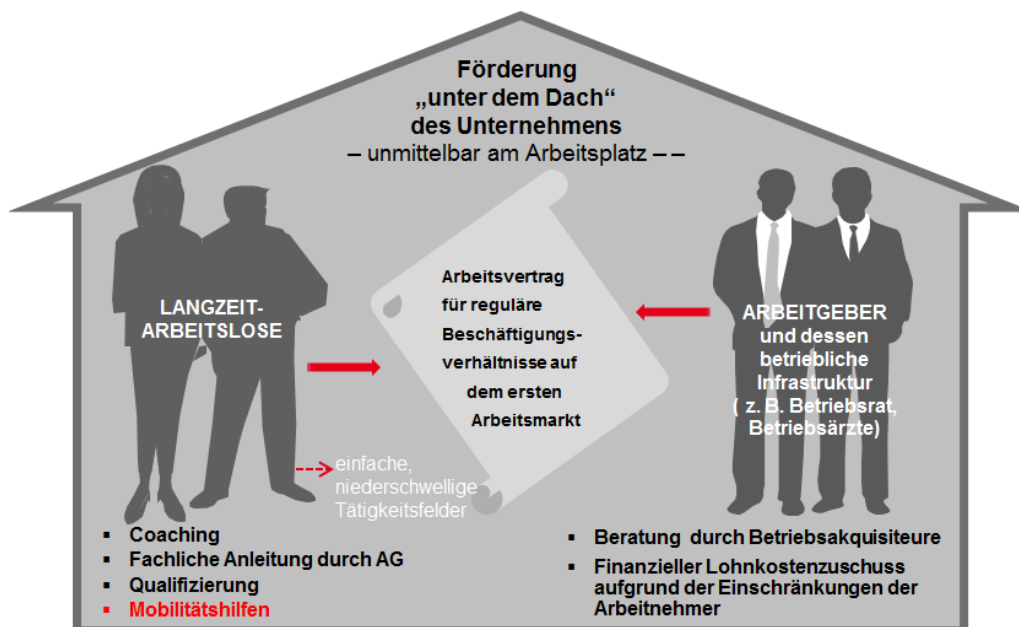 Förderung
„unter dem Dach“
des Unternehmens
– unmittelbar am Arbeitsplatz – –
LANGZEIT-
ARBEITSLOSE
Arbeitsvertrag
für reguläre
Beschäftigungs-
verhältnisse auf
dem ersten
Arbeitsmarkt
ARBEITGEBER
und dessen
betriebliche
Infrastruktur
( z. B. Betriebsrat,
Betriebsärzte)
einfache,
niederschwellige
Tätigkeitsfelder
▪ Coaching
▪ Fachliche Anleitung durch AG
▪ Qualifizierung
▪ Mobilitätshilfen
▪ Beratung durch Betriebsakquisiteure
▪ Finanzieller Lohnkostenzuschuss
aufgrund der Einschränkungen der
Arbeitnehmer